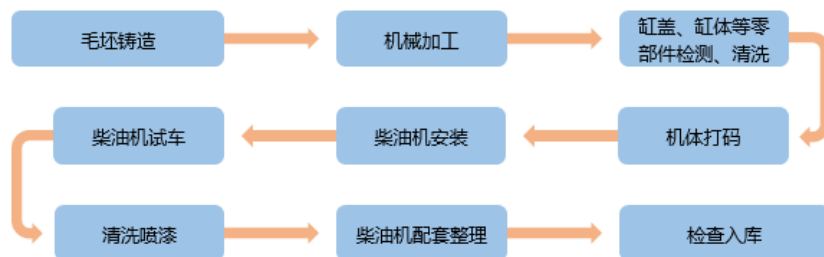 毛坯铸造
机械加工
缸盖、缸体等零
部件检测、清洗
机体打码
柴油机安装
柴油机试车
清洗喷漆
柴油机配套整理
检查入库